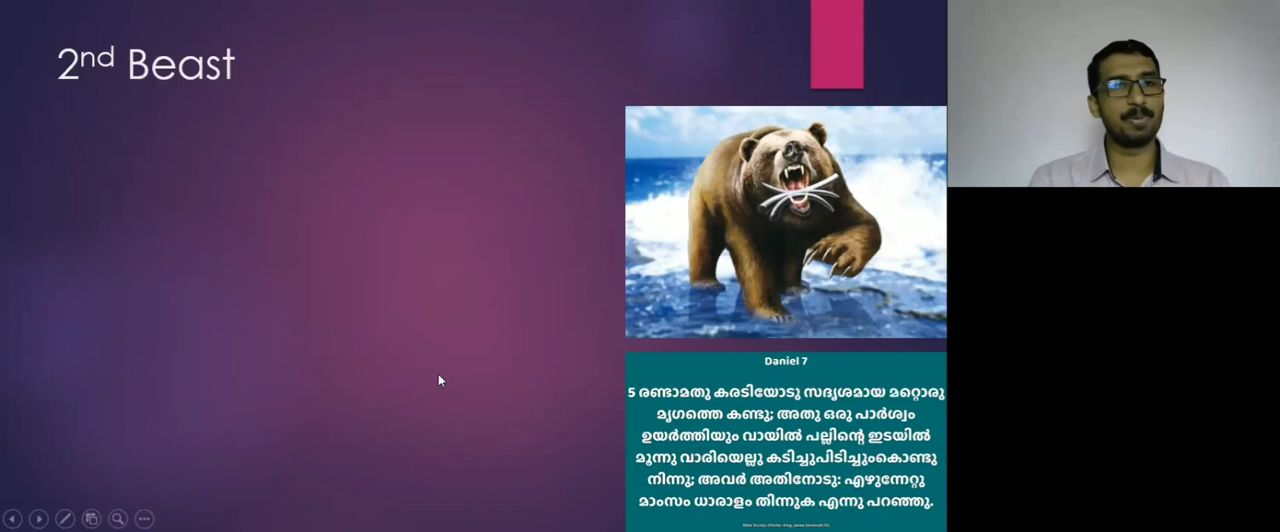 2nd Beast
Daniel 7
5 രണ്ടാമതു കരടിയോടു സദൃശമായ മറ്റൊരു
മൃഗത്തെ കണ്ടു; അതു ഒരു പാർശ്വം
ഉയർത്തിയും വായിൽ പല്ലിന്റെ ഇടയിൽ
മൂന്നു വാരിയെല്ലു കടിച്ചുപിടിച്ചുംകൊണ്ടു
നിന്നു; അവർ അതിനോടു: എഴുന്നേറ്റു
മാംസം ധാരാളം തിന്നുക എന്നു പറഞ്ഞു.